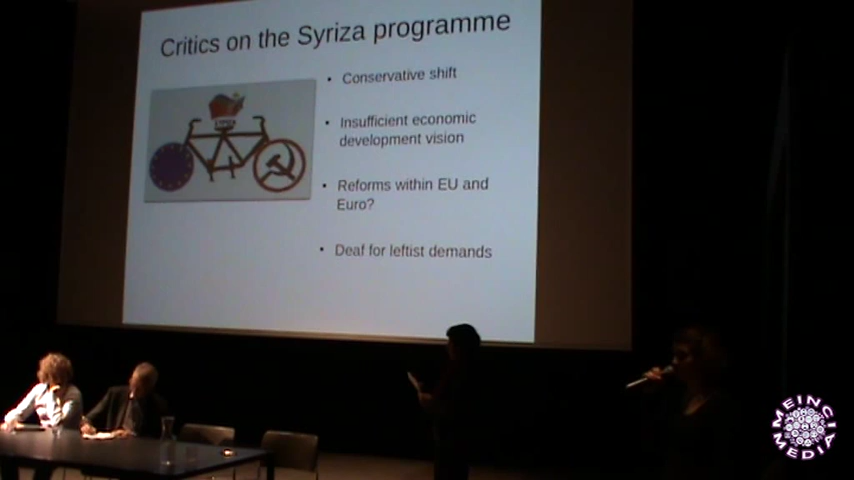 Critics on the Syriza programme
• Conservative shift
• Insufficient economic
development vision
• Reforms within EU and
Euro?
• Deaf for leftist demands
MEINCIA
MEDIA